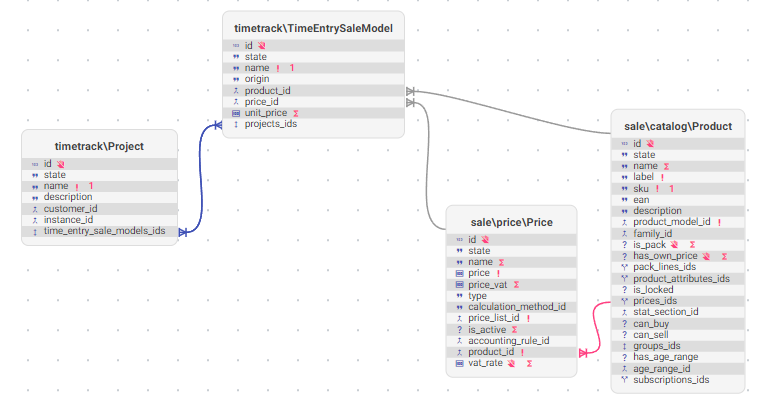 timetrack\TimeEntrySaleModel
id
state
name ! 1
origin
product_id
price_id
unit_price Σ
projects_ids
timetrack\Project
id
state
name ! 1
description
customer_id
instance_id
time_entry_sale_models_ids
sale\price\Price
id
state
name Σ
price !
price_vat Σ
type
calculation_method_id
price_list_id !
is_active Σ
accounting_rule_id
product_id !
vat_rate Σ
sale\catalog\Product
id
state
name Σ
label !
sku ! 1
ean
description
product_model_id !
family_id
is_pack Σ
has_own_price Σ
pack_lines_ids
product_attributes_ids
is_locked
prices_ids
stat_section_id
can_buy
can_sell
groups_ids
has_age_range
age_range_id
subscriptions_ids